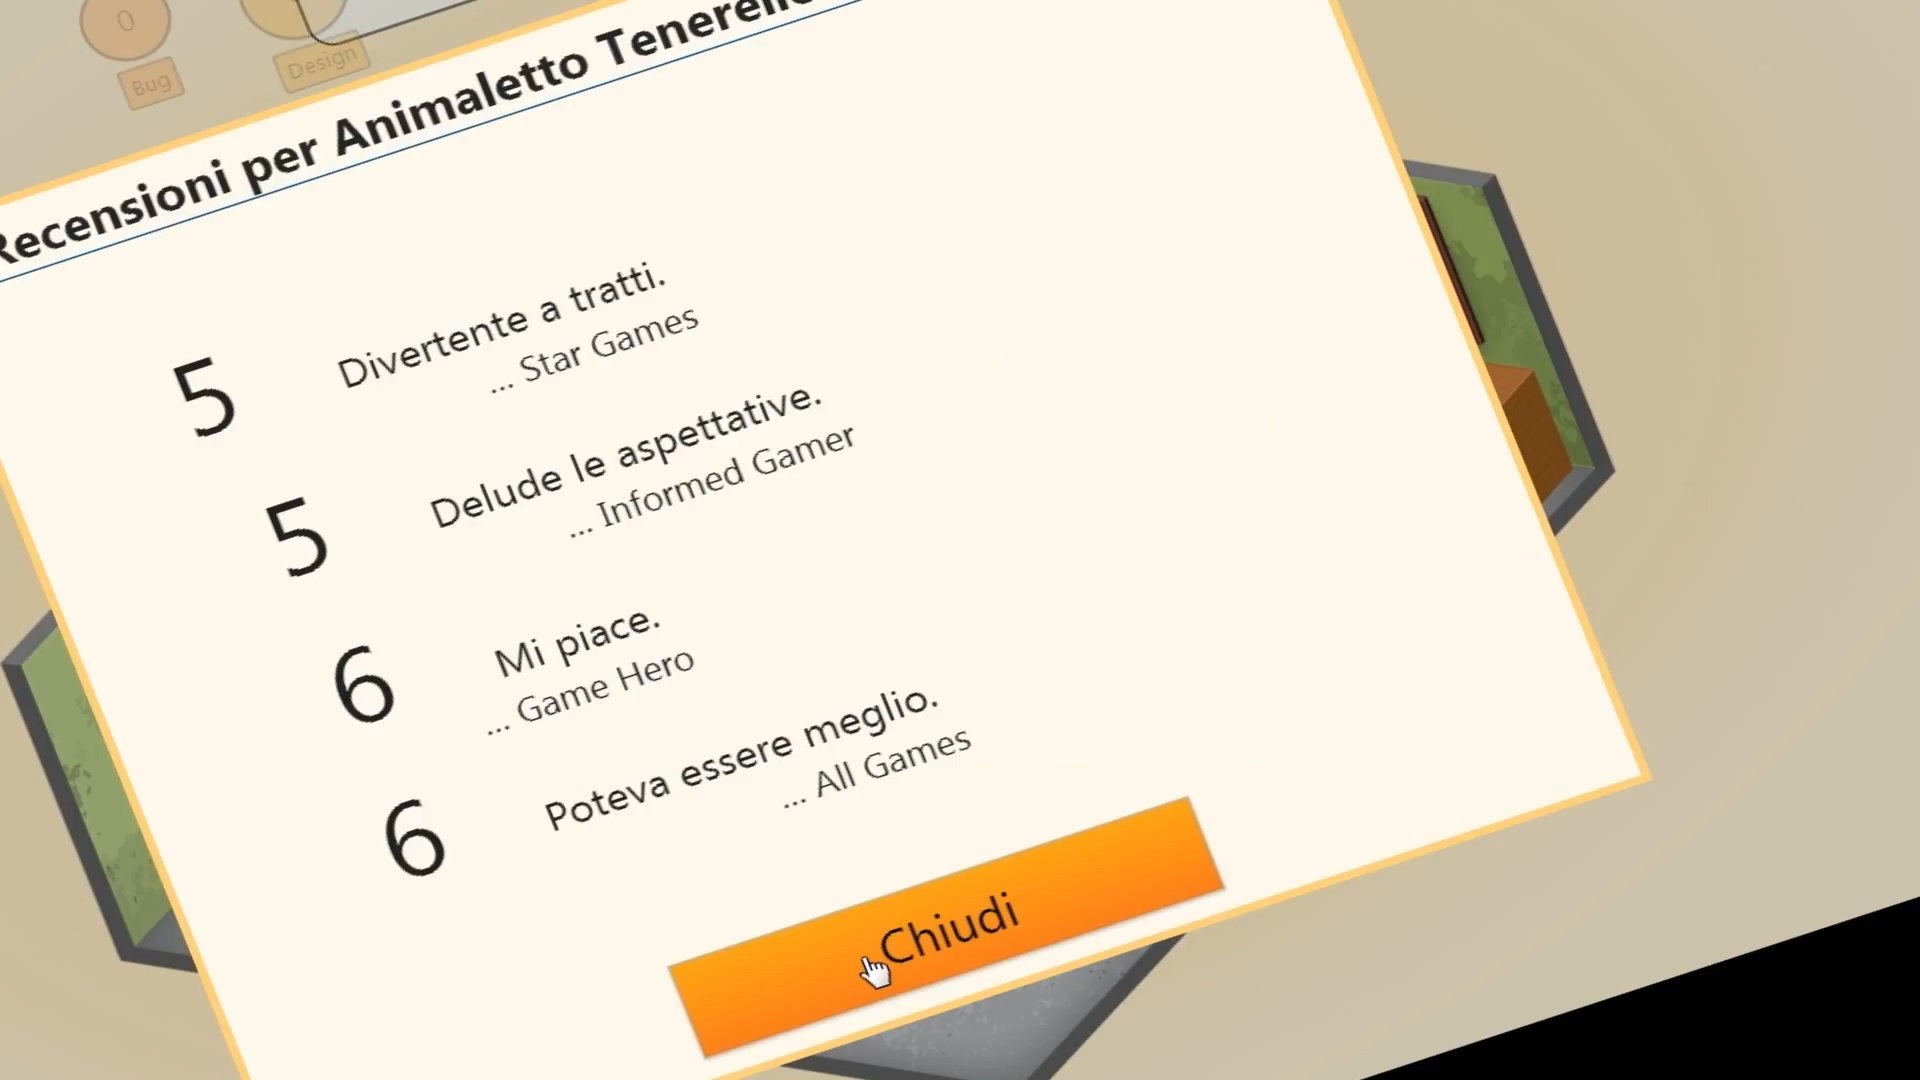 0
Bug
Design
Recensioni per Animaletto
5
Divertente a tratti.
... Star Games
5
Delude le aspettative.
... Informed Gamer
6
Mi piace.
... Game Hero
6
Poteva essere meglio.
... All Games
Chiudi